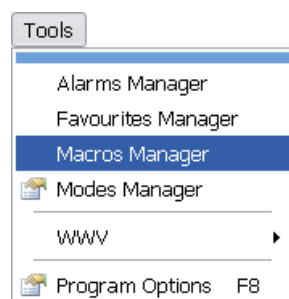 Tools
Alarms Manager
Favourites Manager
Macros Manager
Modes Manager
WWV
Program Options F8